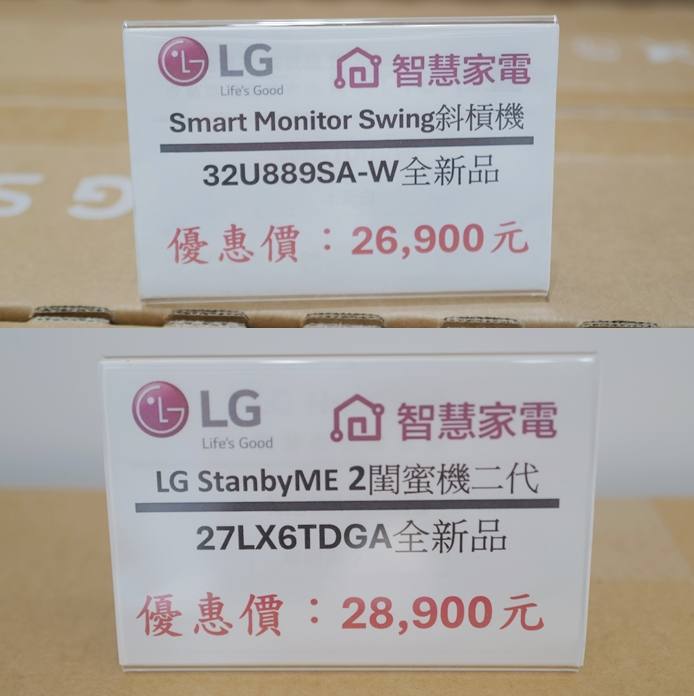 LG 智慧家電
Life's Good
Smart Monitor Swing斜槓機
32U889SA-W全新品
優惠價：26,900元
LG 智慧家電
Life's Good
LG StanbyME 2閨蜜機二代
27LX6TDGA全新品
優惠價：28,900元